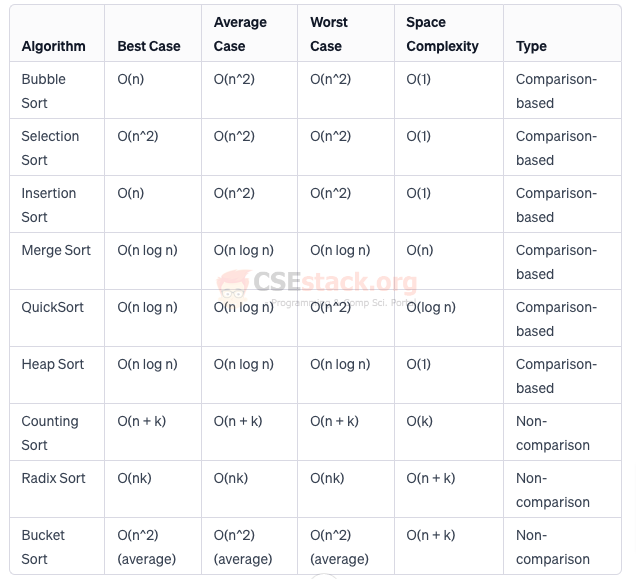 Algorithm Best Case Average Case Worst Case Space Complexity Type
Bubble Sort O(n) O(n^2) O(n^2) O(1) Comparison-based
Selection Sort O(n^2) O(n^2) O(n^2) O(1) Comparison-based
Insertion Sort O(n) O(n^2) O(n^2) O(1) Comparison-based
Merge Sort O(n log n) O(n log n) O(n log n) O(n) Comparison-based
CSEstack.org
QuickSort O(n log n) O(n log n) O(n^2) O(log n) Comparison-based
Heap Sort O(n log n) O(n log n) O(n log n) O(1) Comparison-based
Counting Sort O(n + k) O(n + k) O(n + k) O(k) Non-comparison
Radix Sort O(nk) O(nk) O(nk) O(n + k) Non-comparison
Bucket Sort O(n^2) (average) O(n^2) (average) O(n^2) (average) O(n + k) Non-comparison